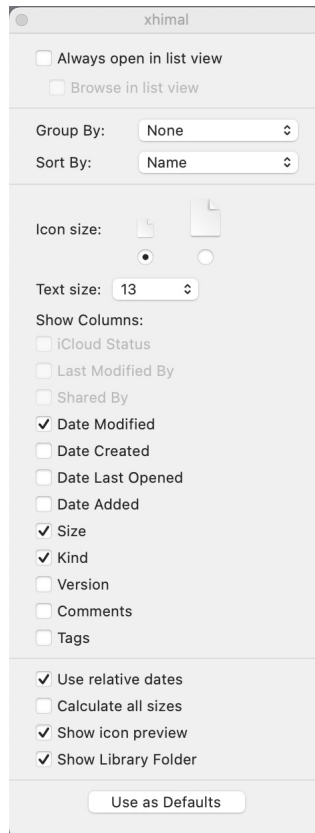 xhimal
Always open in list view
Browse in list view
Group By: None
Sort By: Name
Icon size:
Text size: 13
Show Columns:
iCloud Status
Last Modified By
Shared By
Date Modified
Date Created
Date Last Opened
Date Added
Size
Kind
Version
Comments
Tags
Use relative dates
Calculate all sizes
Show icon preview
Show Library Folder
Use as Defaults